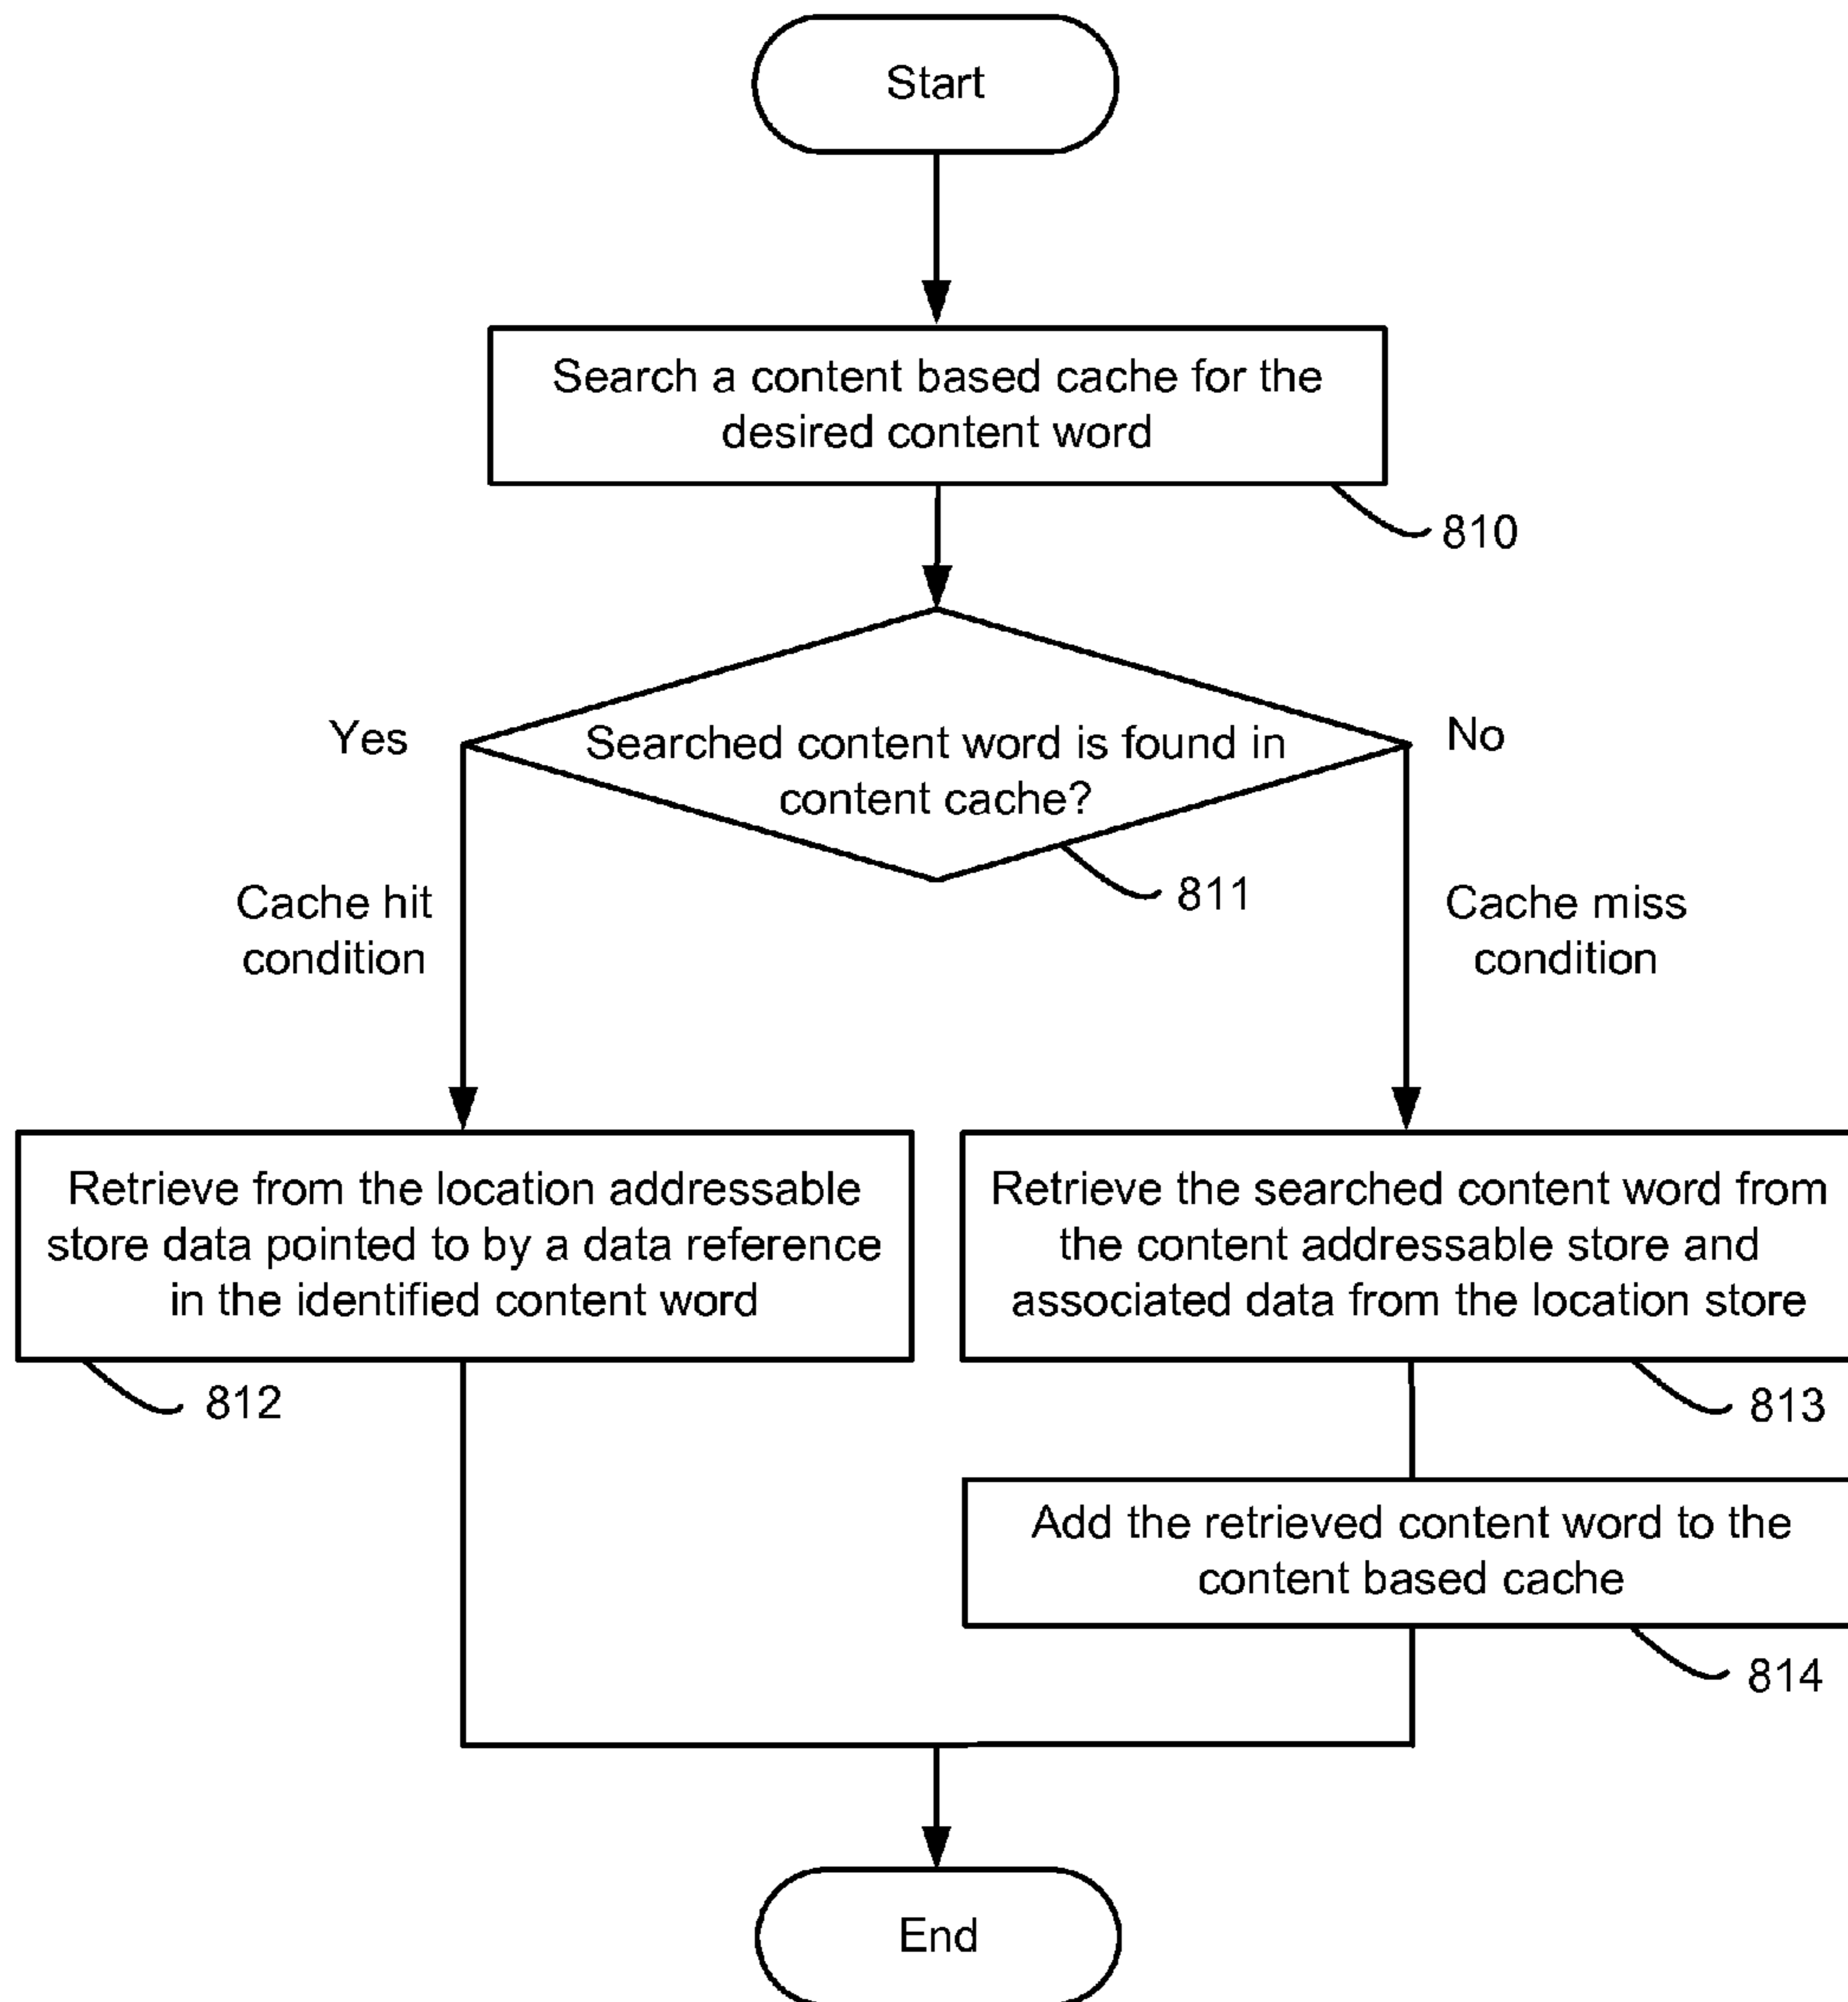 Start
Search a content based cache for the
desired content word
810
Yes
Searched content word is found in
content cache?
No
811
Cache hit
condition
Cache miss
condition
Retrieve from the location addressable
store data pointed to by a data reference
in the identified content word
812
Retrieve the searched content word from
the content addressable store and
associated data from the location store
813
Add the retrieved content word to the
content based cache
814
End